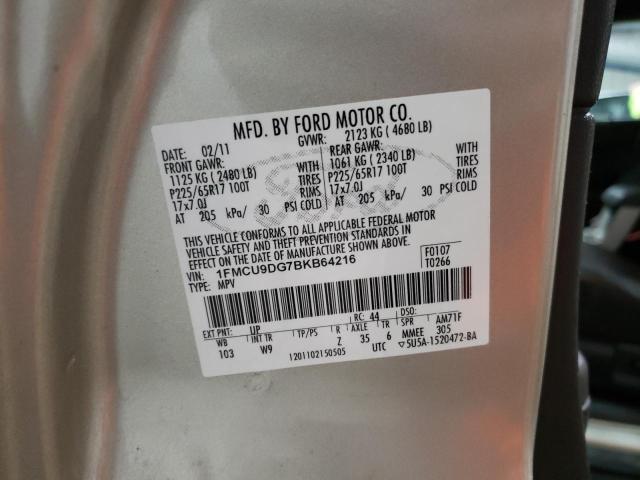 MFD. BY FORD MOTOR CO.
DATE: 02/11 GVWR: 2123 KG ( 4680 LB)
FRONT GAWR: REAR GAWR:
1125 KG ( 2480 LB) WITH 1061 KG ( 2340 LB) WITH
P225/65R17 100T TIRES P225/65R17 100T TIRES
17x7.0J RIMS 17x7.0J RIMS
AT 205 kPa/ 30 PSI COLD AT 205 kPa/ 30 PSI COLD
Ford
THIS VEHICLE CONFORMS TO ALL APPLICABLE FEDERAL MOTOR
VEHICLE SAFETY AND THEFT PREVENTION STANDARDS IN
EFFECT ON THE DATE OF MANUFACTURE SHOWN ABOVE.
VIN: 1FMCU9DG7BKB64216 F0107
TYPE: MPV T0266
EXT PNT: UP RC: 44 DSO:
WB INT TR TP/PS R AXLE TR SPR AM71F
103 W9 Z 35 6 MMEE 305
1201102150505 UTC ▽5U5A-1520472-BA